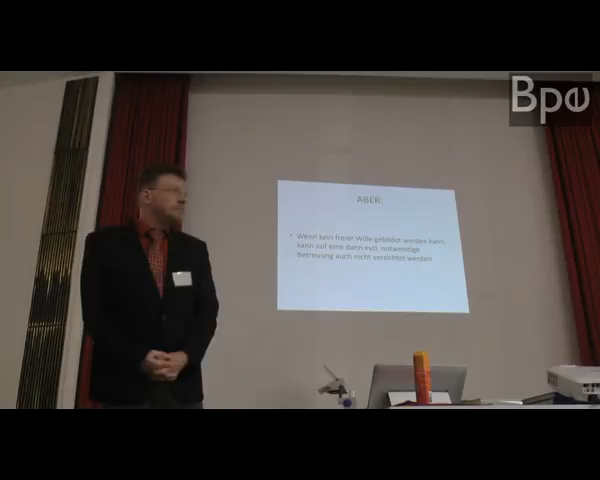 Bpe
ABER:
• Wenn kein freier Wille gebildet werden kann,
kann auf eine dann evtl. notwendige
Betreuung auch nicht verzichtet werden